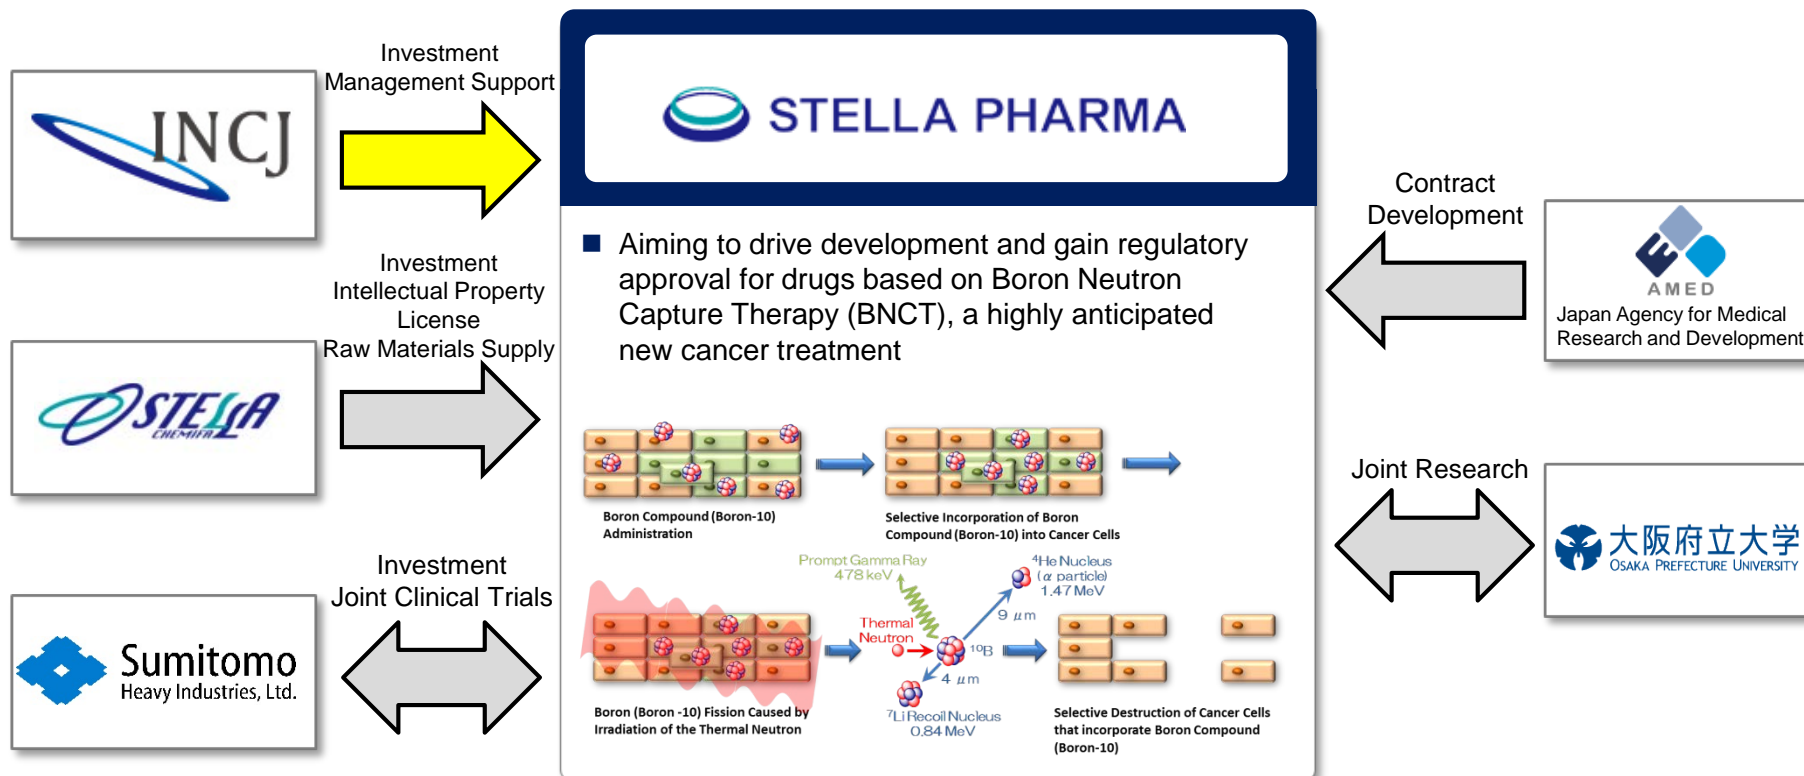 Investment
Management Support
INCJ
Investment
Intellectual Property
License
Raw Materials Supply
STELLA
CHEMIFA
Investment
Joint Clinical Trials
Sumitomo
Heavy Industries, Ltd.
STELLA PHARMA
■ Aiming to drive development and gain regulatory
approval for drugs based on Boron Neutron
Capture Therapy (BNCT), a highly anticipated
new cancer treatment
Boron Compound (Boron-10)
Administration
Selective Incorporation of Boron
Compound (Boron-10) into Cancer Cells
Prompt Gamma Ray
478 keV
⁴He Nucleus
(α particle)
1.47 MeV
9 μm
Thermal
Neutron
¹⁰B
4 μm
⁷Li Recoil Nucleus
0.84 MeV
Boron (Boron -10) Fission Caused by
Irradiation of the Thermal Neutron
Selective Destruction of Cancer Cells
that incorporate Boron Compound
(Boron-10)
Contract
Development
AMED
Japan Agency for Medical
Research and Development
Joint Research
大阪府立大学
OSAKA PREFECTURE UNIVERSITY